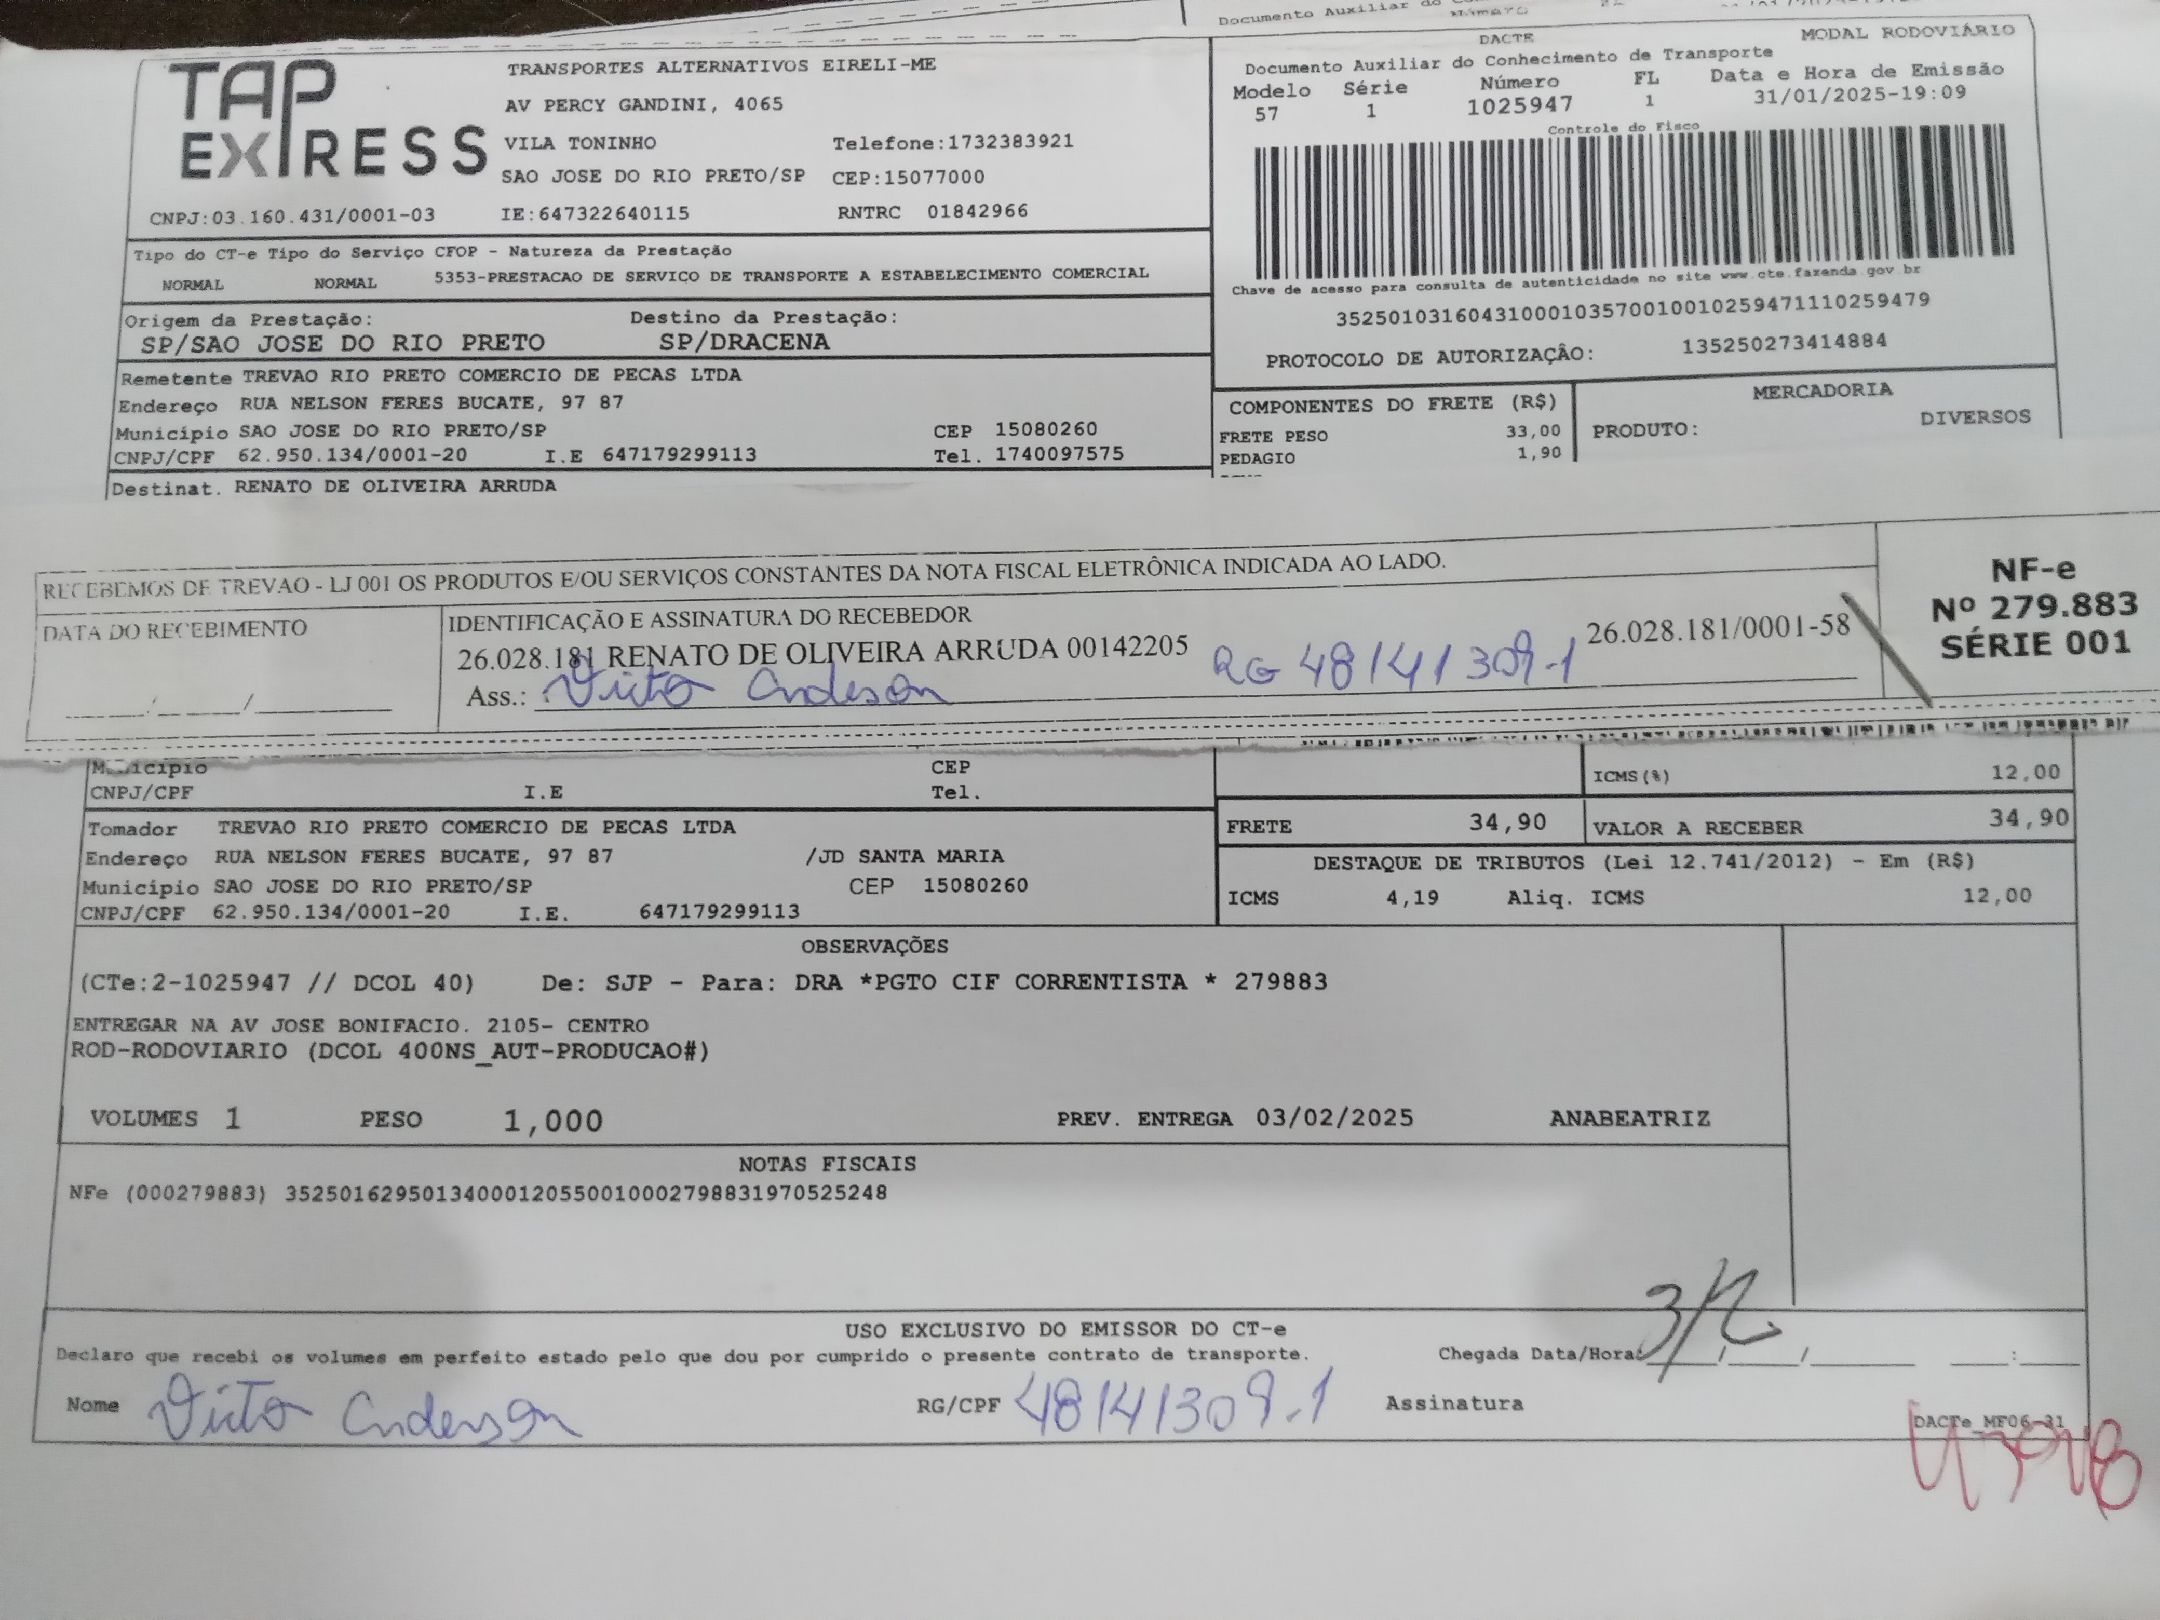 Documento Auxiliar do
Número
TAP EXPRESS
TRANSPORTES ALTERNATIVOS EIRELI-ME
AV PERCY GANDINI, 4065
VILA TONINHO Telefone:1732383921
SAO JOSE DO RIO PRETO/SP CEP:15077000
CNPJ:03.160.431/0001-03 IE:647322640115 RNTRC 01842966
DACTE MODAL RODOVIÁRIO
Documento Auxiliar do Conhecimento de Transporte
Modelo Série Número FL Data e Hora de Emissão
57 1 1025947 1 31/01/2025-19:09
Controle do Fisco
Chave de acesso para consulta de autenticidade no site www.cte.fazenda.gov.br
35250103160431000103570010010259471110259479
PROTOCOLO DE AUTORIZAÇÂO: 135250273414884
Tipo do CT-e Tipo do Serviço CFOP - Natureza da Prestação
NORMAL NORMAL 5353-PRESTACAO DE SERVICO DE TRANSPORTE A ESTABELECIMENTO COMERCIAL
Origem da Prestação: Destino da Prestação:
SP/SAO JOSE DO RIO PRETO SP/DRACENA
Remetente TREVAO RIO PRETO COMERCIO DE PECAS LTDA
Endereço RUA NELSON FERES BUCATE, 97 87
Município SAO JOSE DO RIO PRETO/SP CEP 15080260
CNPJ/CPF 62.950.134/0001-20 I.E 647179299113 Tel. 1740097575
Destinat. RENATO DE OLIVEIRA ARRUDA
COMPONENTES DO FRETE (R$)
FRETE PESO 33,00
PEDAGIO 1,90
MERCADORIA
PRODUTO: DIVERSOS
RECEBEMOS DE TREVAO - LJ 001 OS PRODUTOS E/OU SERVIÇOS CONSTANTES DA NOTA FISCAL ELETRÔNICA INDICADA AO LADO.
DATA DO RECEBIMENTO
IDENTIFICAÇÃO E ASSINATURA DO RECEBEDOR
26.028.181 RENATO DE OLIVEIRA ARRUDA 00142205 26.028.181/0001-58
Ass.: Victor Anderson RG 48141309-1
NF-e
Nº 279.883
SÉRIE 001
Município CEP
CNPJ/CPF I.E Tel.
ICMS(%) 12,00
Tomador TREVAO RIO PRETO COMERCIO DE PECAS LTDA
Endereço RUA NELSON FERES BUCATE, 97 87 /JD SANTA MARIA
Município SAO JOSE DO RIO PRETO/SP CEP 15080260
CNPJ/CPF 62.950.134/0001-20 I.E. 647179299113
FRETE 34,90 VALOR A RECEBER 34,90
DESTAQUE DE TRIBUTOS (Lei 12.741/2012) - Em (R$)
ICMS 4,19 Aliq. ICMS 12,00
OBSERVAÇÕES
(CTe:2-1025947 // DCOL 40) De: SJP - Para: DRA *PGTO CIF CORRENTISTA * 279883
ENTREGAR NA AV JOSE BONIFACIO. 2105- CENTRO
ROD-RODOVIARIO (DCOL 400NS_AUT-PRODUCAO#)
VOLUMES 1 PESO 1,000 PREV. ENTREGA 03/02/2025 ANABEATRIZ
NOTAS FISCAIS
NFe (000279883) 35250162950134000120550010002798831970525248
USO EXCLUSIVO DO EMISSOR DO CT-e
Declaro que recebi os volumes em perfeito estado pelo que dou por cumprido o presente contrato de transporte.
Chegada Data/Hora: 3/2
Nome Victor Anderson RG/CPF 48141309-1 Assinatura
DACTe_MF06-31